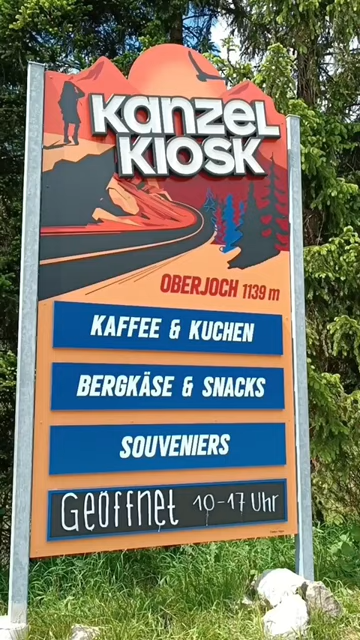 Kanzel
Kiosk
OBERJOCH 1139 m
KAFFEE & KUCHEN
BERGKÄSE & SNACKS
SOUVENIERS
GEÖFFNET 10-17 Uhr